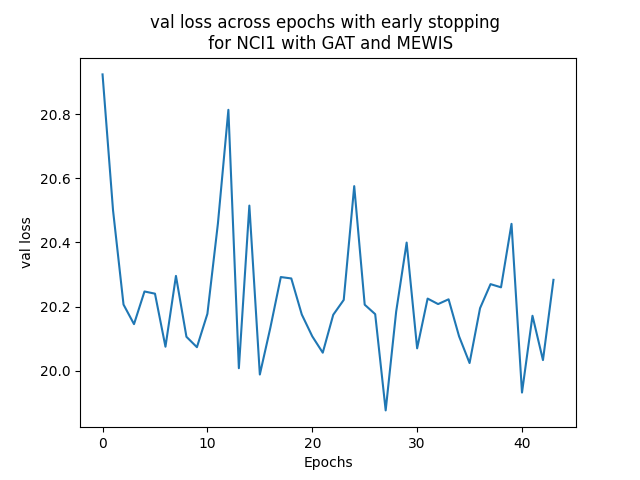 val loss across epochs with early stopping
for NCI1 with GAT and MEWIS
20.8
20.6
20.4
20.2
20.0
val loss
0
10
20
30
40
Epochs